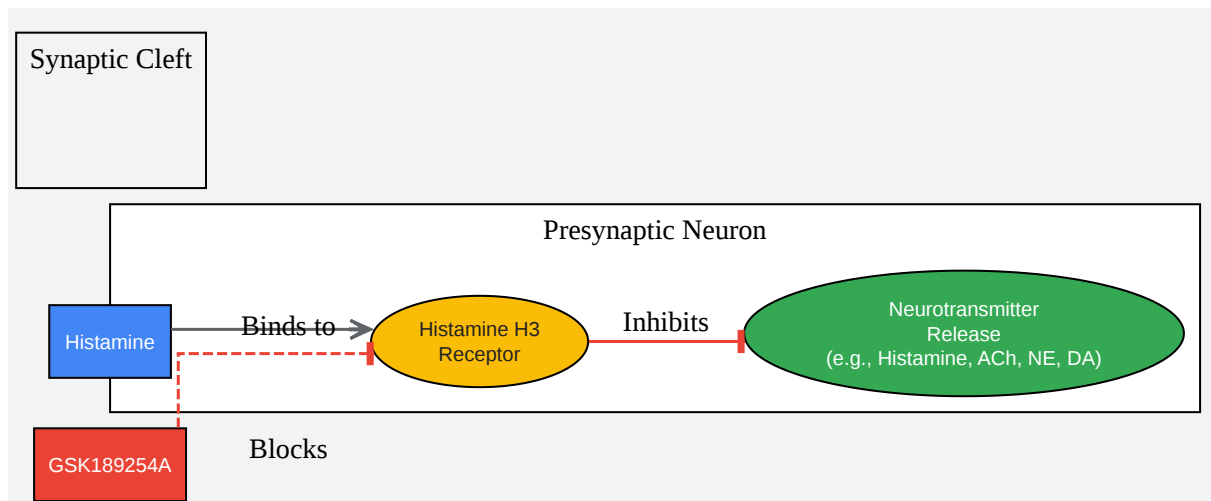 Synaptic Cleft
Presynaptic Neuron
Histamine
Binds to
Histamine H3
Receptor
Inhibits
Neurotransmitter
Release
(e.g., Histamine, ACh, NE, DA)
GSK189254A
Blocks